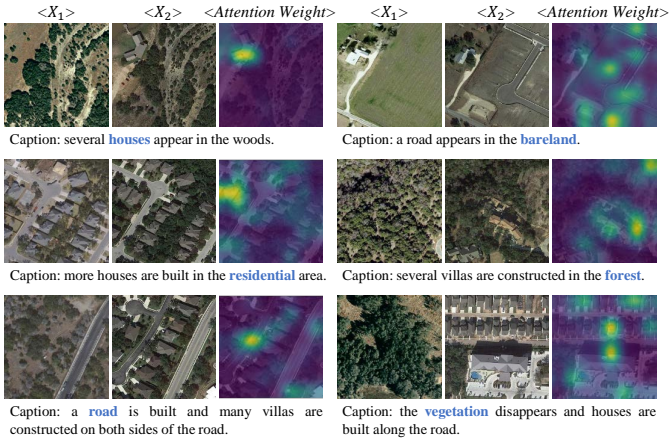 <X₁> <X₂> <Attention Weight> <X₁> <X₂> <Attention Weight>
Caption: several houses appear in the woods.
Caption: a road appears in the bareland.
Caption: more houses are built in the residential area.
Caption: several villas are constructed in the forest.
Caption: a road is built and many villas are
constructed on both sides of the road.
Caption: the vegetation disappears and houses are
built along the road.